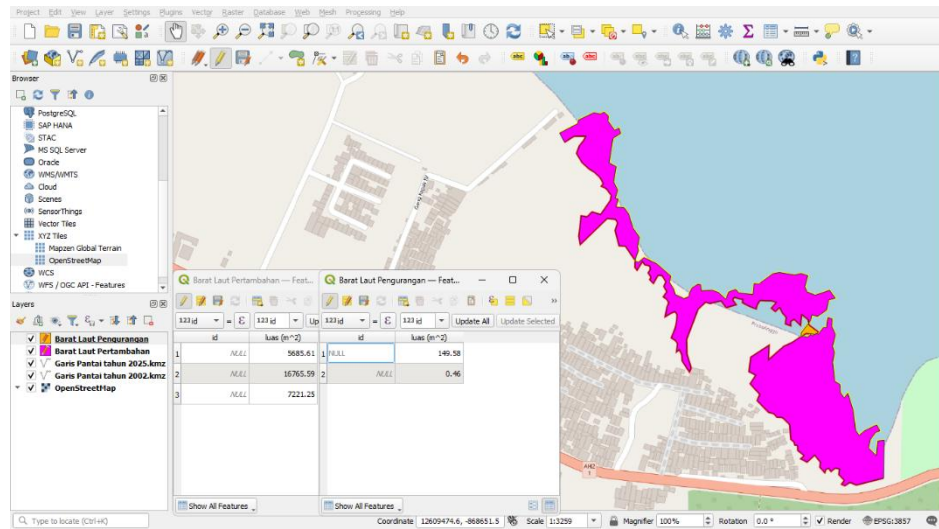 Project Edit View Layer Settings Plugins Vector Raster Database Web Mesh Processing Help
Browser
PostgreSQL
SAP HANA
STAC
MS SQL Server
Oracle
WMS/WMTS
Cloud
Scenes
SensorThings
Vector Tiles
XYZ Tiles
Mapzen Global Terrain
OpenStreetMap
WCS
WFS / OGC API - Features
Layers
Barat Laut Pengurangan
Barat Laut Pertambahan
Garis Pantai tahun 2025.kmz
Garis Pantai tahun 2002.kmz
OpenStreetMap
Barat Laut Pertambahan — Feat...
123 id = ε 123 id Up
id luas (m^2)
1 NULL 5685.61
2 NULL 16765.59
3 NULL 7221.25
Show All Features
Barat Laut Pengurangan — Feat...
123 id = ε 123 id Update All Update Selected
id luas (m^2)
1 NULL 149.58
2 NULL 0.46
Show All Features
AH2
1
Type to locate (Ctrl+K)
Coordinate 12609474.6, -868651.5 Scale 1:3259 Magnifier 100% Rotation 0.0 ° Render EPSG:3857